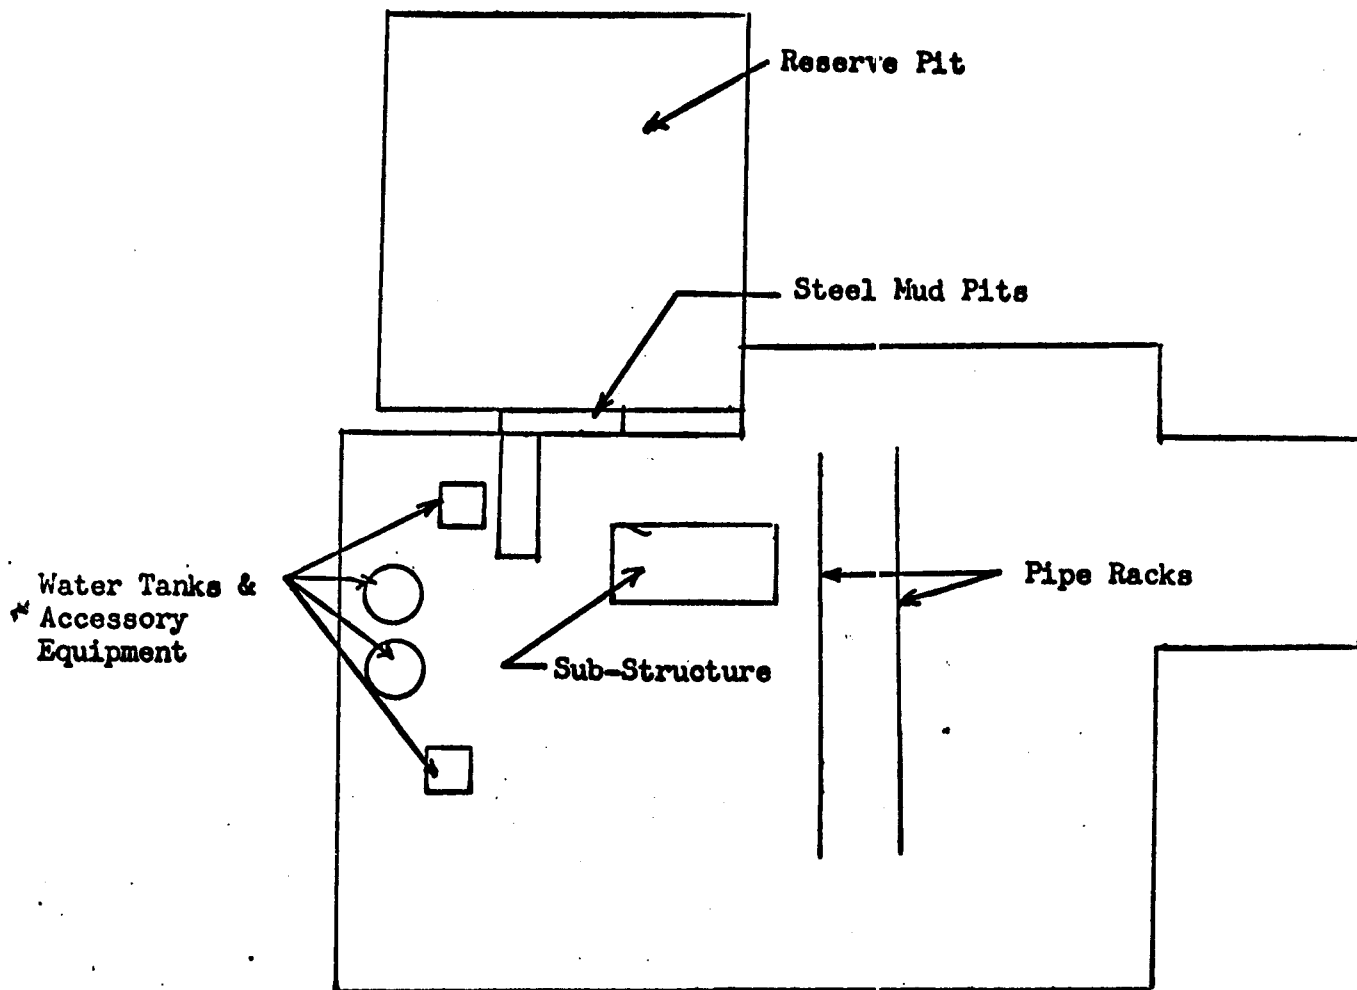 Reserve Pit
Steel Mud Pits
Water Tanks &
Accessory
Equipment
Pipe Racks
Sub-Structure